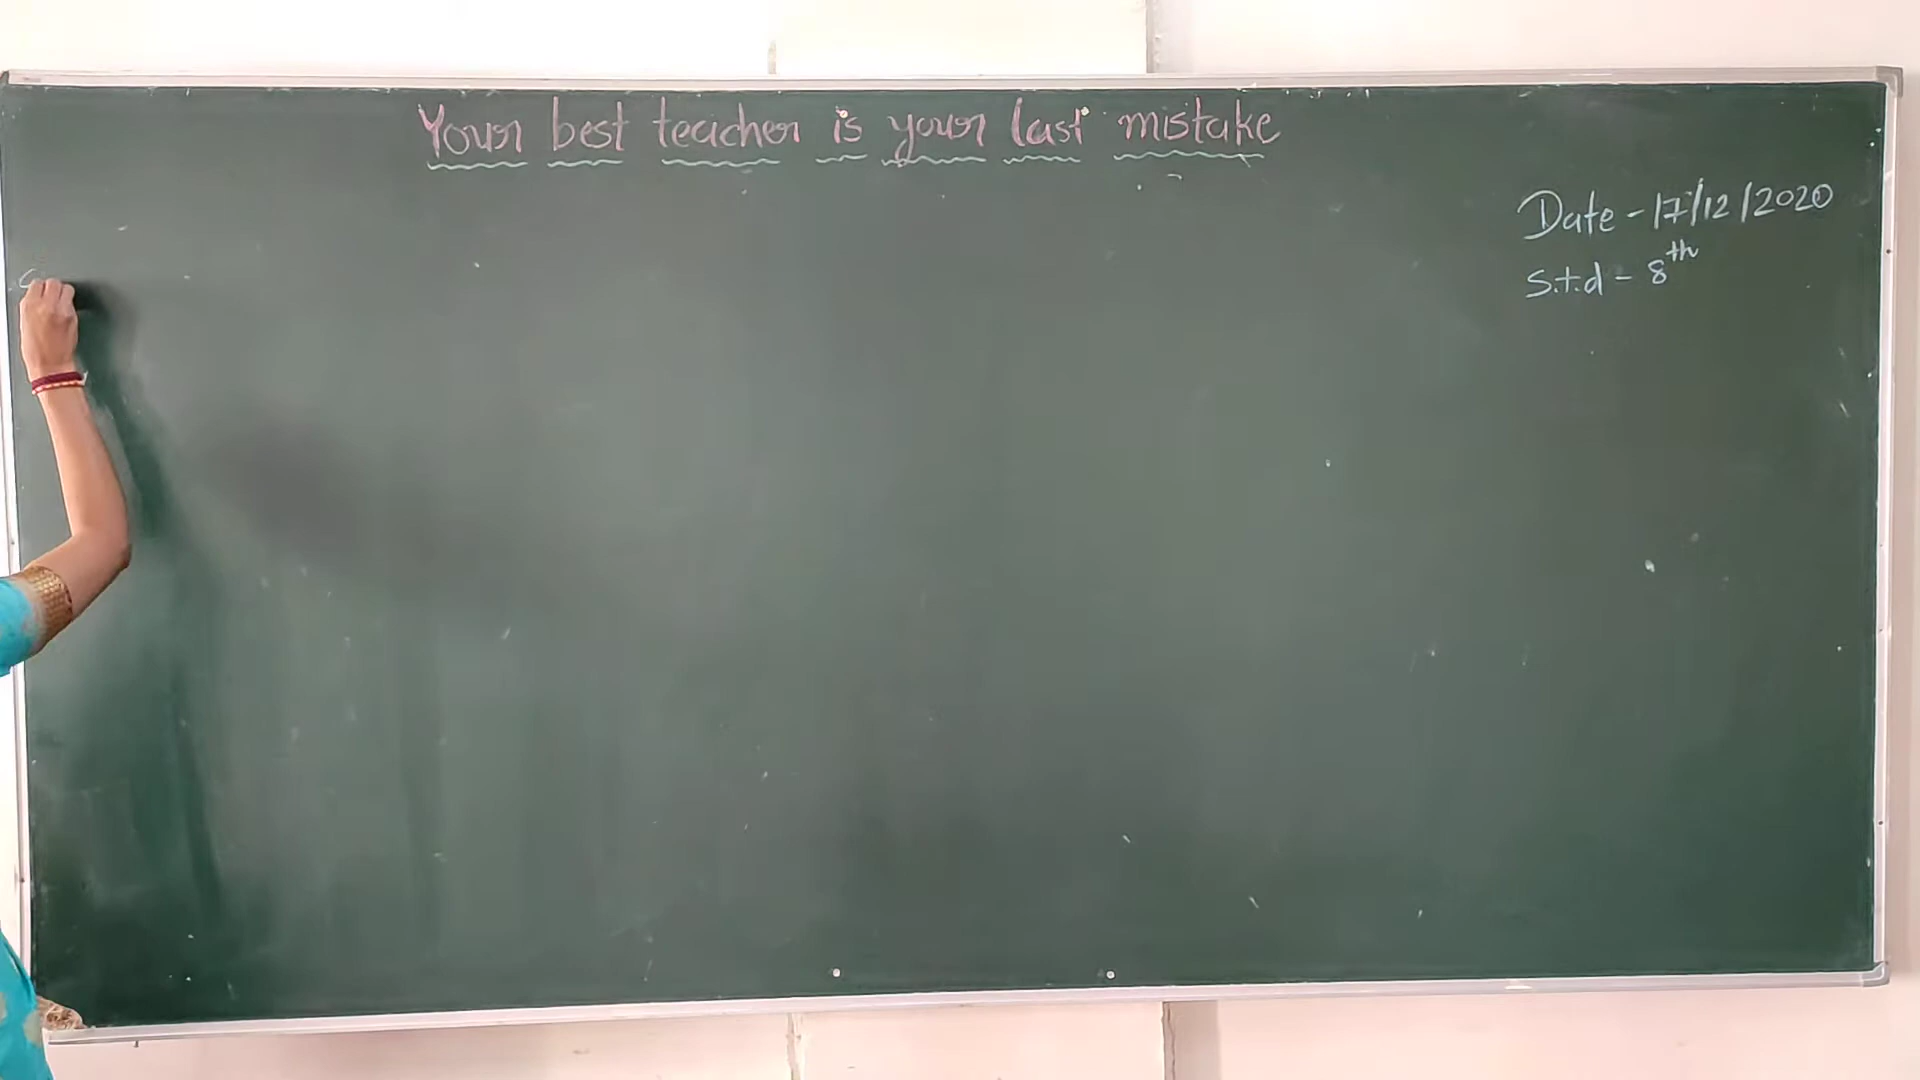 Your best teacher is your last mistake
Date - 17/12/2020
S.t.d - 8th